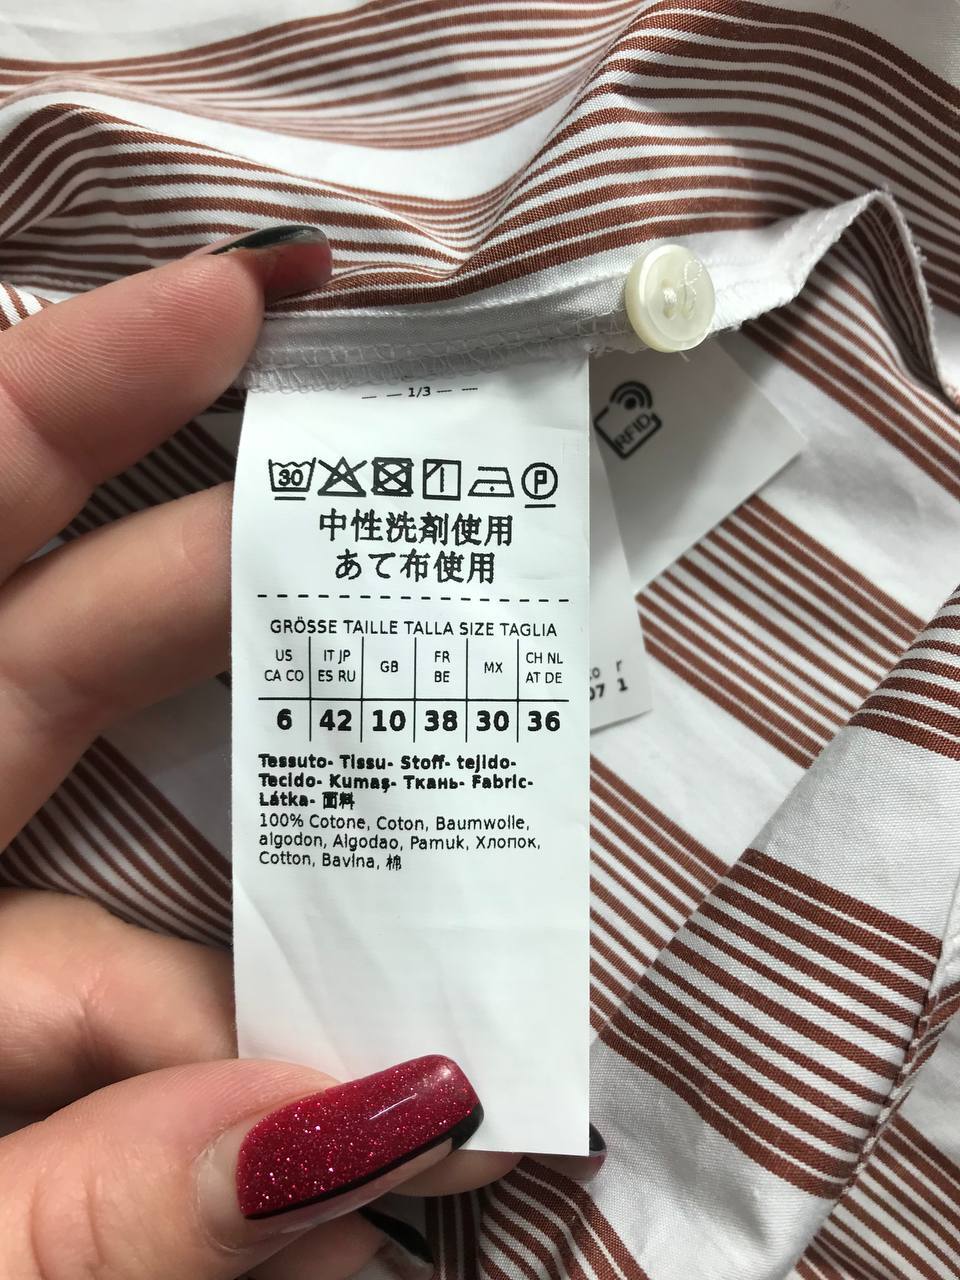 1/3
30
P
中性洗剤使用
あて布使用
GRÖSSE TAILLE TALLA SIZE TAGLIA
US CA CO IT JP ES RU GB FR BE MX CH NL AT DE
6 42 10 38 30 36
Tessuto- Tissu- Stoff- tejido-
Tecido- Kumaş- Ткань- Fabric-
Látka- 面料
100% Cotone, Coton, Baumwolle,
algodon, Algodao, Pamuk, Хлопок,
Cotton, Bavlna, 棉
RFID